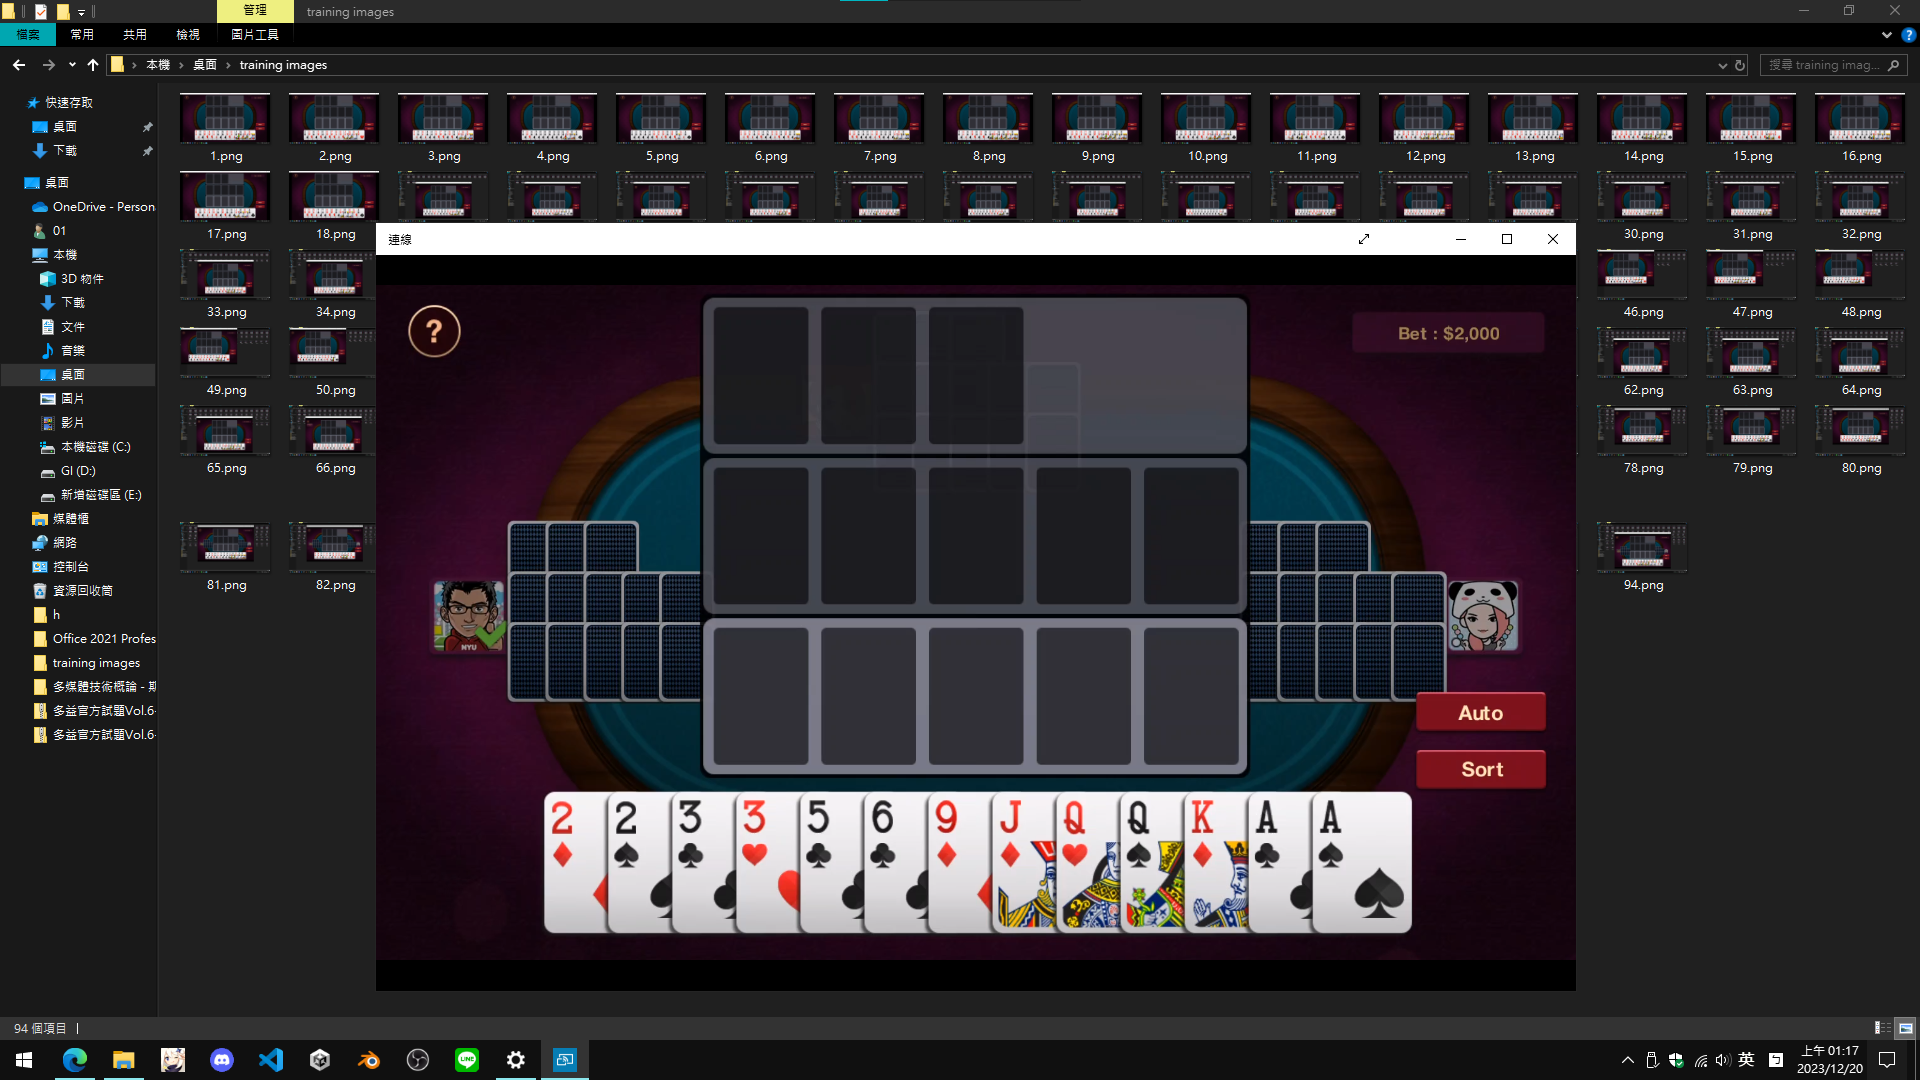 管理
training images
檔案
常用
共用
檢視
圖片工具
本機 › 桌面 › training images
搜尋 training imag...
快速存取
桌面
下載
桌面
OneDrive - Person
01
本機
3D 物件
下載
文件
音樂
桌面
圖片
影片
本機磁碟 (C:)
GI (D:)
新增磁碟區 (E:)
媒體櫃
網路
控制台
資源回收筒
h
Office 2021 Profes
training images
多媒體技術概論 - 期
多益官方試題Vol.6-
多益官方試題Vol.6-
1.png
2.png
3.png
4.png
5.png
6.png
7.png
8.png
9.png
10.png
11.png
12.png
13.png
14.png
15.png
16.png
17.png
18.png
30.png
31.png
32.png
33.png
34.png
46.png
47.png
48.png
49.png
50.png
62.png
63.png
64.png
65.png
66.png
78.png
79.png
80.png
81.png
82.png
94.png
連線
?
Bet : $2,000
NYU
Auto
Sort
2
2
3
3
5
6
9
J
Q
Q
K
A
A
94 個項目
LINE
英
上午 01:17
2023/12/20